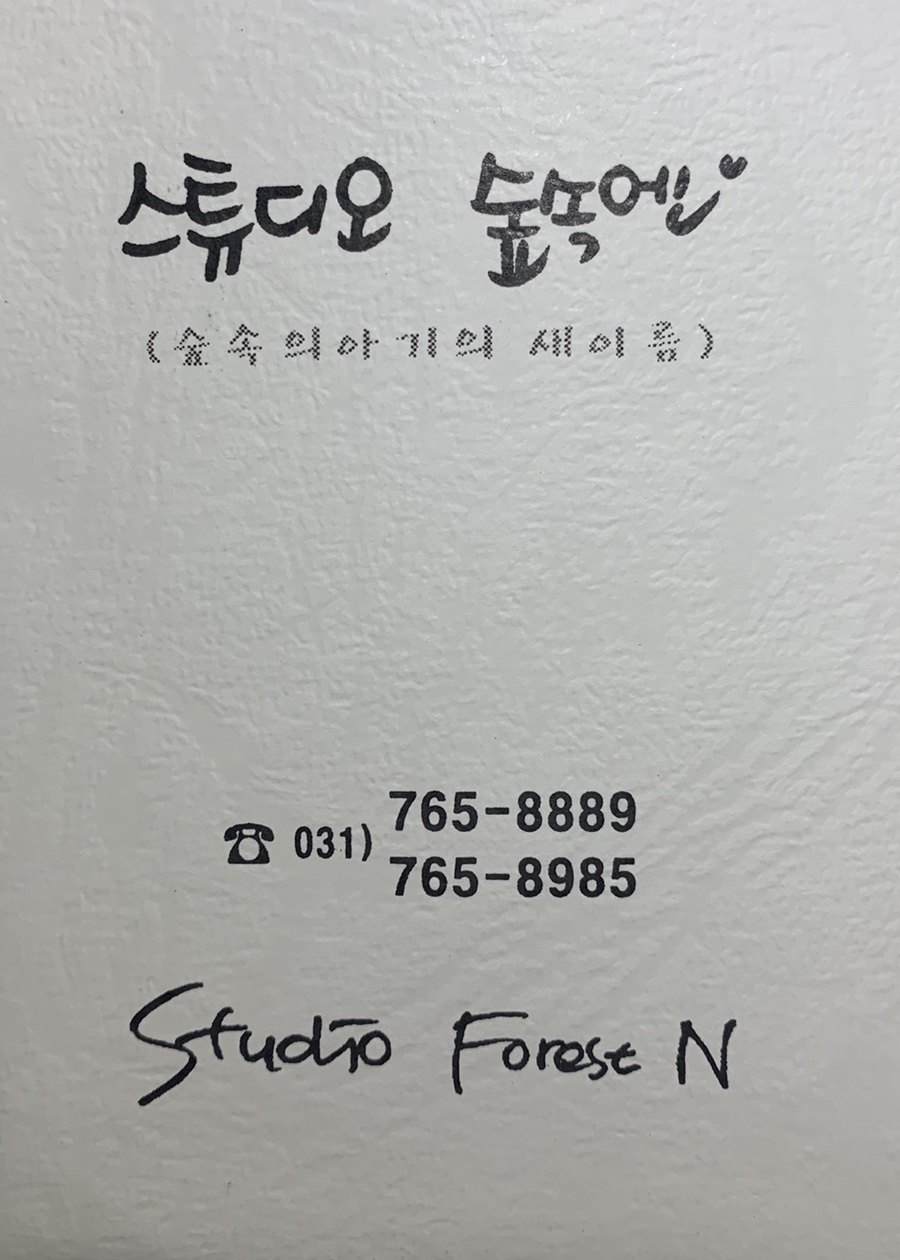 스튜디오 숲속엔
(숲속의아기의 새이름)
☎ 031) 765-8889
765-8985
Studio Forest N